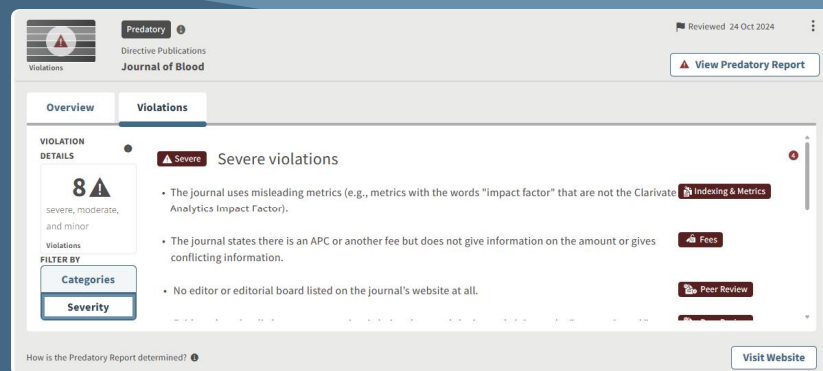 Predatory
Reviewed 24 Oct 2024
Directive Publications
Violations
Journal of Blood
View Predatory Report
Overview
Violations
VIOLATION
DETAILS
Severe
Severe violations
4
8
severe, moderate,
and minor
Violations
• The journal uses misleading metrics (e.g., metrics with the words "impact factor" that are not the Clarivate
Analytics Impact Factor).
Indexing & Metrics
• The journal states there is an APC or another fee but does not give information on the amount or gives
conflicting information.
Fees
FILTER BY
Categories
Severity
• No editor or editorial board listed on the journal's website at all.
Peer Review
How is the Predatory Report determined?
Visit Website